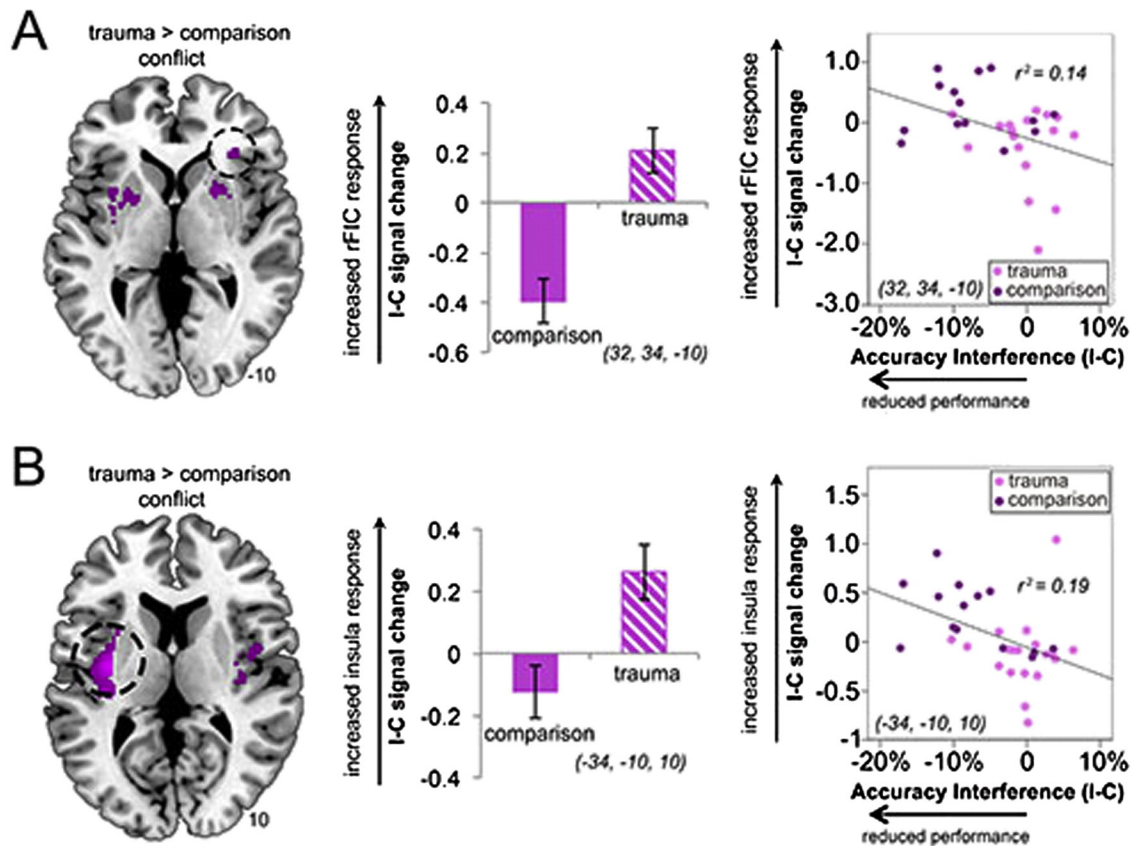 A
trauma > comparison
conflict
-10
increased rFIC response
I-C signal change
0.4
0.2
0
-0.2
-0.4
-0.6
comparison
trauma
(32, 34, -10)
increased rFIC response
I-C signal change
1.0
0
-1.0
-2.0
-3.0
r² = 0.14
(32, 34, -10)
trauma
comparison
-20% -10% 0 10%
Accuracy Interference (I-C)
reduced performance
B
trauma > comparison
conflict
10
increased insula response
I-C signal change
0.4
0.2
0
-0.2
-0.4
comparison
trauma
(-34, -10, 10)
increased insula response
I-C signal change
1.5
1.0
0.5
0
-0.5
-1
trauma
comparison
r² = 0.19
(-34, -10, 10)
-20% -10% 0 10%
Accuracy Interference (I-C)
reduced performance